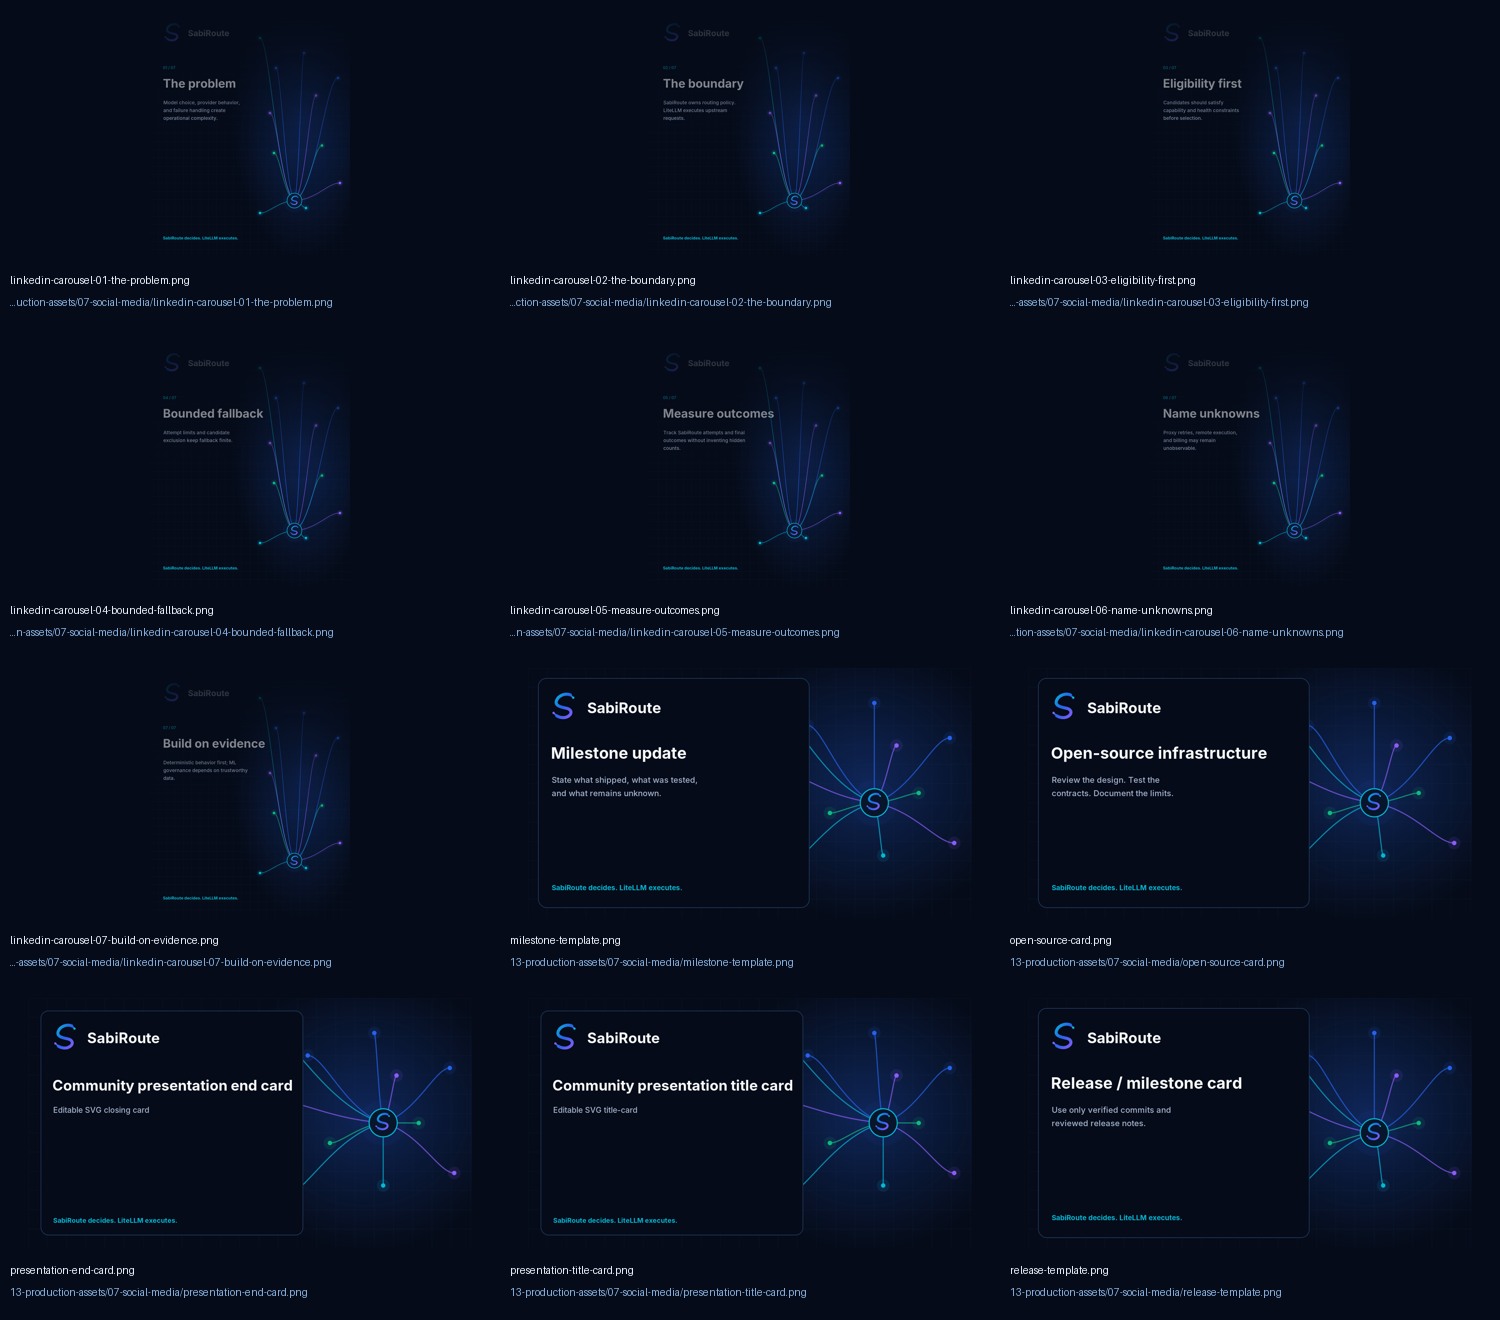 SabiRoute
01 / 07
The problem
Model choice, provider behavior,
and failure handling create
operational complexity.
SabiRoute decides. LiteLLM executes.
linkedin-carousel-01-the-problem.png
...uction-assets/07-social-media/linkedin-carousel-01-the-problem.png
SabiRoute
02 / 07
The boundary
SabiRoute owns routing policy.
LiteLLM executes upstream
requests.
SabiRoute decides. LiteLLM executes.
linkedin-carousel-02-the-boundary.png
...ction-assets/07-social-media/linkedin-carousel-02-the-boundary.png
SabiRoute
03 / 07
Eligibility first
Candidates should satisfy
capability and health constraints
before selection.
SabiRoute decides. LiteLLM executes.
linkedin-carousel-03-eligibility-first.png
...-assets/07-social-media/linkedin-carousel-03-eligibility-first.png
SabiRoute
04 / 07
Bounded fallback
Attempt limits and candidate
exclusion keep fallback finite.
SabiRoute decides. LiteLLM executes.
linkedin-carousel-04-bounded-fallback.png
...n-assets/07-social-media/linkedin-carousel-04-bounded-fallback.png
SabiRoute
05 / 07
Measure outcomes
Track SabiRoute attempts and final
outcomes without inventing hidden
counts.
SabiRoute decides. LiteLLM executes.
linkedin-carousel-05-measure-outcomes.png
...n-assets/07-social-media/linkedin-carousel-05-measure-outcomes.png
SabiRoute
06 / 07
Name unknowns
Proxy retries, remote execution,
and billing may remain
unobservable.
SabiRoute decides. LiteLLM executes.
linkedin-carousel-06-name-unknowns.png
...tion-assets/07-social-media/linkedin-carousel-06-name-unknowns.png
SabiRoute
07 / 07
Build on evidence
Deterministic behavior first; ML
governance depends on trustworthy
data.
SabiRoute decides. LiteLLM executes.
linkedin-carousel-07-build-on-evidence.png
...-assets/07-social-media/linkedin-carousel-07-build-on-evidence.png
SabiRoute
Milestone update
State what shipped, what was tested,
and what remains unknown.
SabiRoute decides. LiteLLM executes.
milestone-template.png
13-production-assets/07-social-media/milestone-template.png
SabiRoute
Open-source infrastructure
Review the design. Test the
contracts. Document the limits.
SabiRoute decides. LiteLLM executes.
open-source-card.png
13-production-assets/07-social-media/open-source-card.png
SabiRoute
Community presentation end card
Editable SVG closing card
SabiRoute decides. LiteLLM executes.
presentation-end-card.png
13-production-assets/07-social-media/presentation-end-card.png
SabiRoute
Community presentation title card
Editable SVG title-card
SabiRoute decides. LiteLLM executes.
presentation-title-card.png
13-production-assets/07-social-media/presentation-title-card.png
SabiRoute
Release / milestone card
Use only verified commits and
reviewed release notes.
SabiRoute decides. LiteLLM executes.
release-template.png
13-production-assets/07-social-media/release-template.png